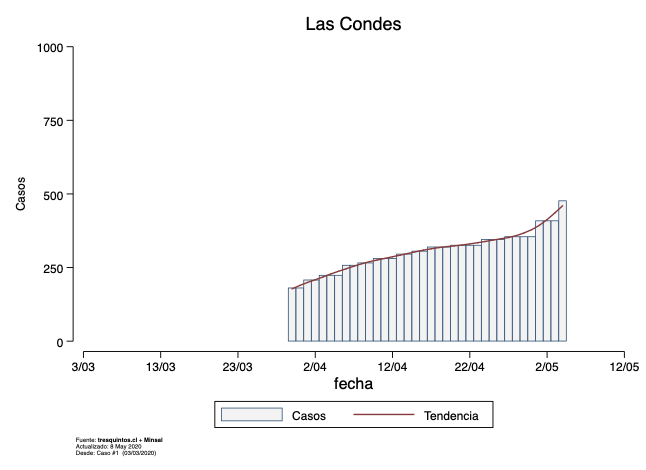 Las Condes
1000
750
500
250
0
Casos
3/03 13/03 23/03 2/04 12/04 22/04 2/05 12/05
fecha
Casos Tendencia
Fuente: tresquintos.cl + Minsal
Actualizado: 8 May 2020
Desde: Caso #1 (03/03/2020)